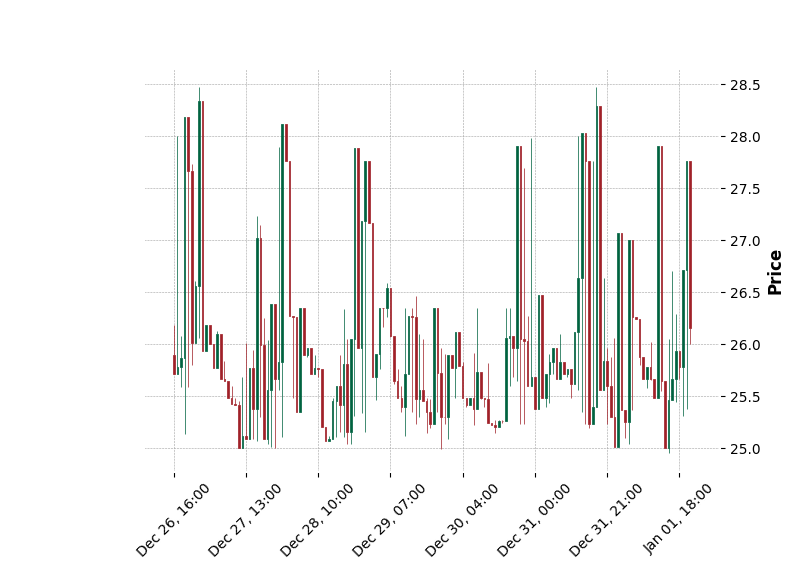 28.5
28.0
27.5
27.0
26.5
26.0
25.5
25.0
Price
Dec 26, 16:00
Dec 27, 13:00
Dec 28, 10:00
Dec 29, 07:00
Dec 30, 04:00
Dec 31, 00:00
Dec 31, 21:00
Jan 01, 18:00